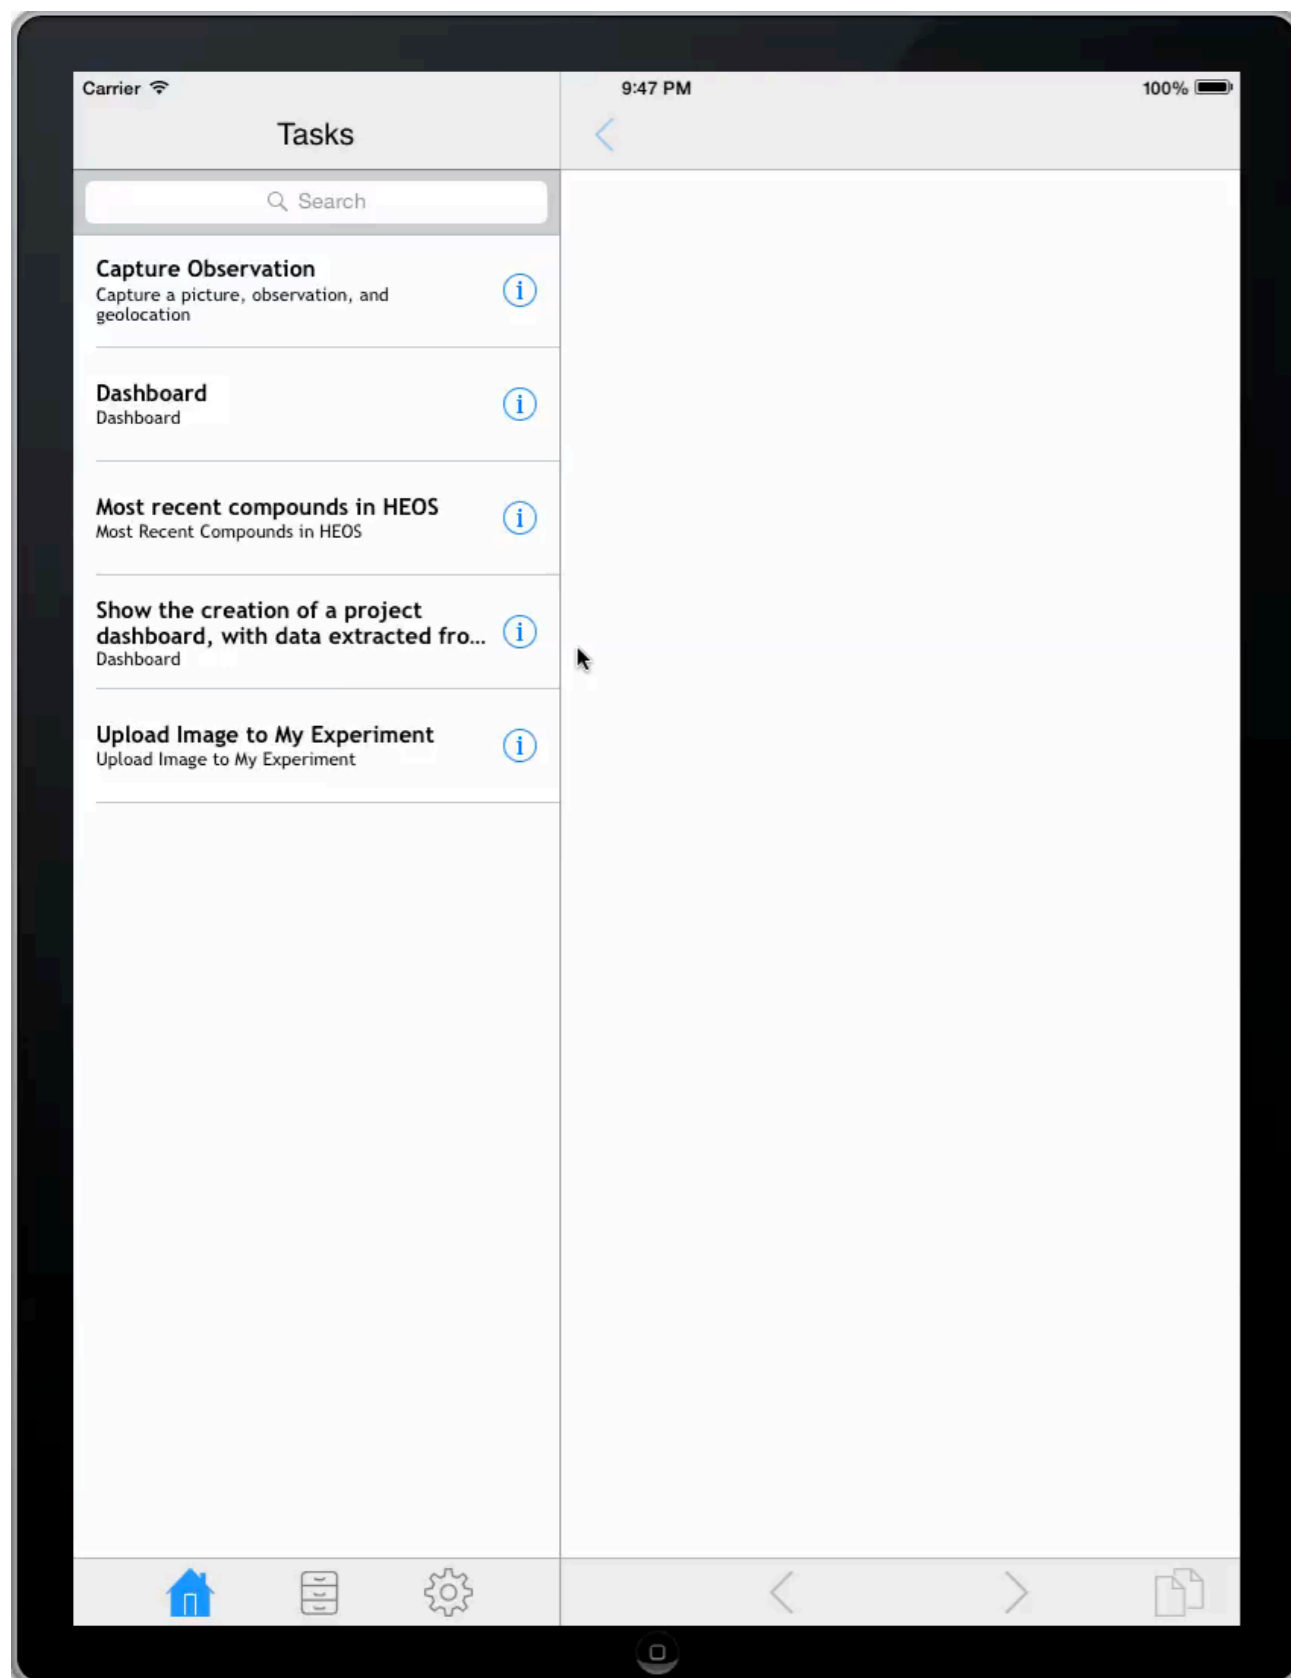 Carrier
9:47 PM
100%
Tasks
Search
Capture Observation
Capture a picture, observation, and
geolocation
Dashboard
Dashboard
Most recent compounds in HEOS
Most Recent Compounds in HEOS
Show the creation of a project
dashboard, with data extracted fro...
Dashboard
Upload Image to My Experiment
Upload Image to My Experiment